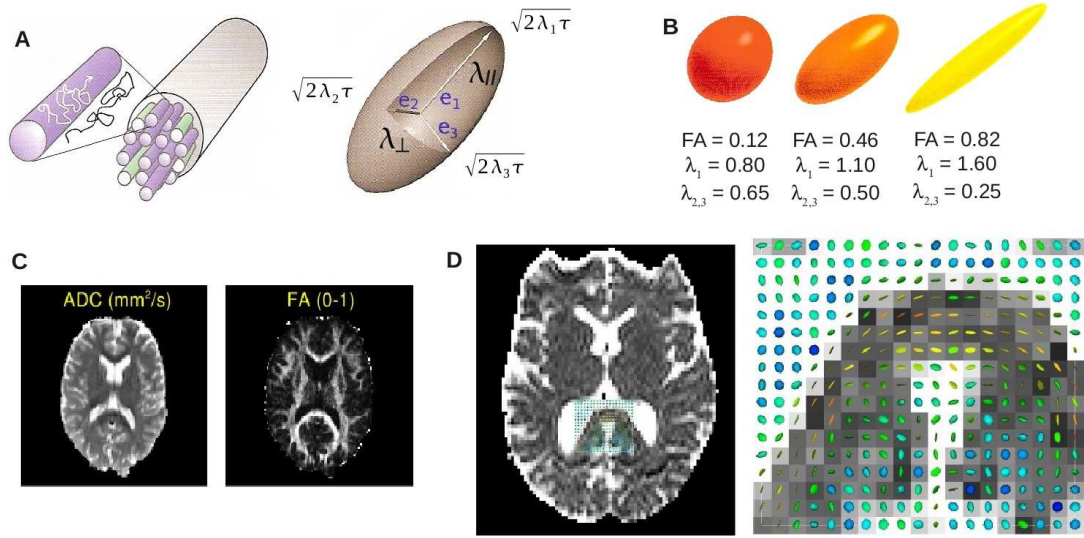 A
√2λ₁τ
λ∥
√2λ₂τ
e₂
e₁
e₃
λ⊥
√2λ₃τ
B
FA = 0.12
λ₁ = 0.80
λ₂,₃ = 0.65
FA = 0.46
λ₁ = 1.10
λ₂,₃ = 0.50
FA = 0.82
λ₁ = 1.60
λ₂,₃ = 0.25
C
ADC (mm²/s)
FA (0-1)
D